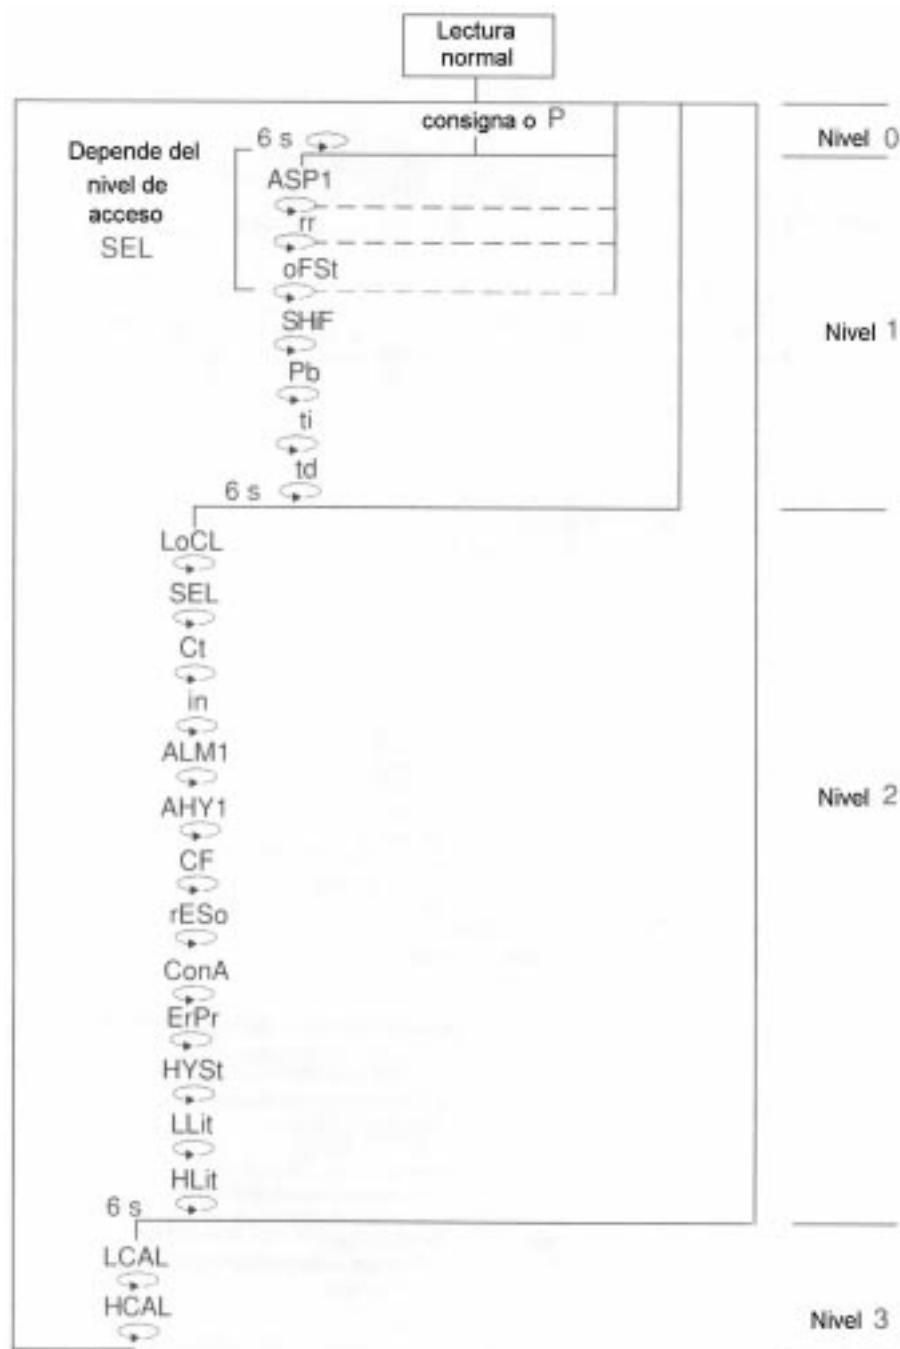 Lectura
normal
consigna o P
Nivel 0
6 s
Depende del
nivel de
acceso
SEL
ASP1
rr
oFSt
SHiF
Nivel 1
Pb
ti
td
6 s
LoCL
SEL
Ct
in
ALM1
AHY1
Nivel 2
CF
rESo
ConA
ErPr
HYSt
LLit
HLit
6 s
LCAL
HCAL
Nivel 3